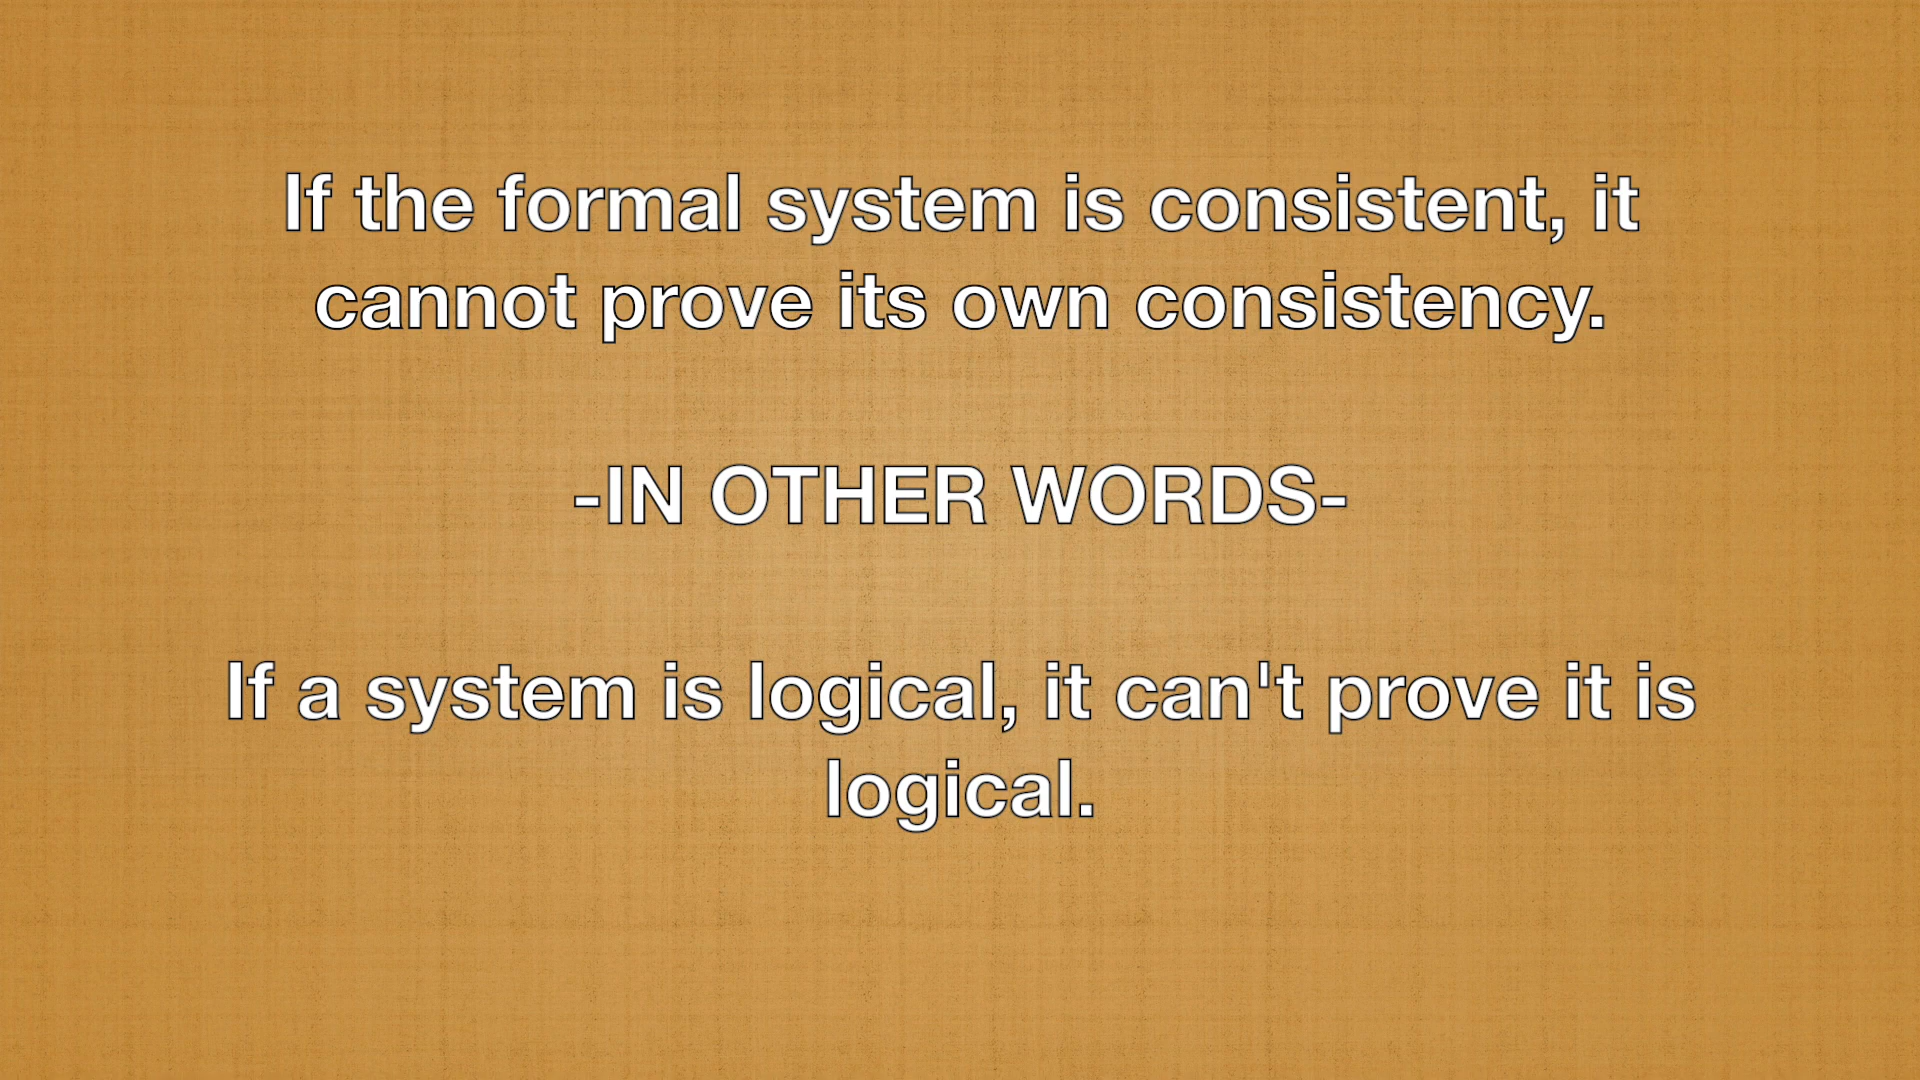 If the formal system is consistent, it
cannot prove its own consistency.
-IN OTHER WORDS-
If a system is logical, it can't prove it is
logical.